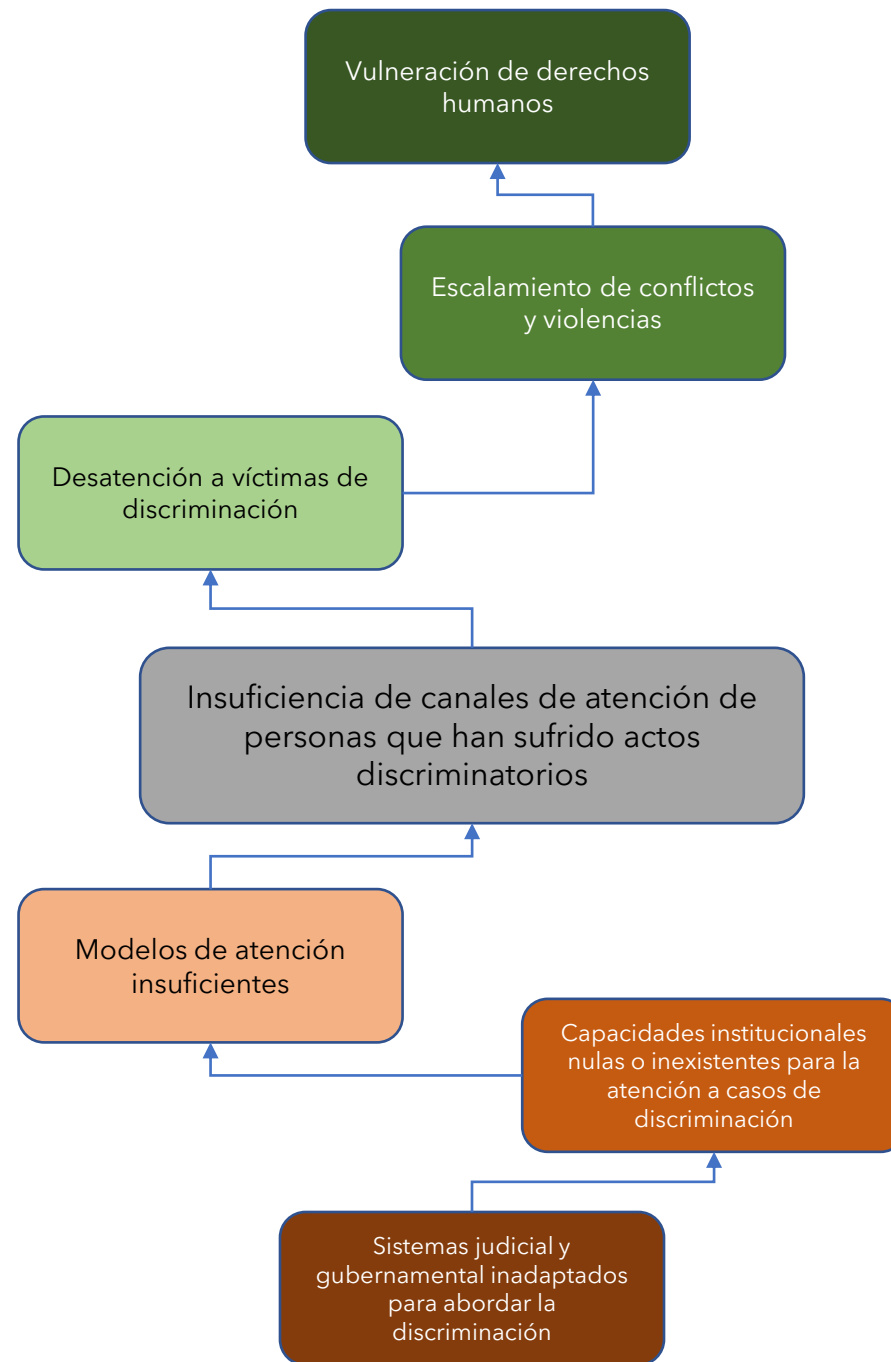 Vulneración de derechos
humanos
Escalamiento de conflictos
y violencias
Desatención a víctimas de
discriminación
Insuficiencia de canales de atención de
personas que han sufrido actos
discriminatorios
Modelos de atención
insuficientes
Capacidades institucionales
nulas o inexistentes para la
atención a casos de
discriminación
Sistemas judicial y
gubernamental inadaptados
para abordar la
discriminación